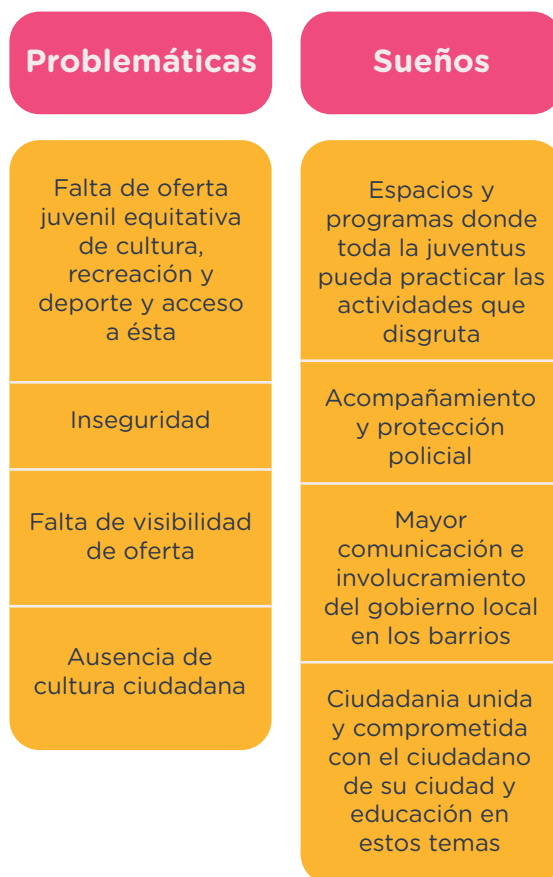 Problemáticas
Falta de oferta
juvenil equitativa
de cultura,
recreación y
deporte y acceso
a ésta
Inseguridad
Falta de visibilidad
de oferta
Ausencia de
cultura ciudadana
Sueños
Espacios y
programas donde
toda la juventus
pueda practicar las
actividades que
disgruta
Acompañamiento
y protección
policial
Mayor
comunicación e
involucramiento
del gobierno local
en los barrios
Ciudadania unida
y comprometida
con el ciudadano
de su ciudad y
educación en
estos temas